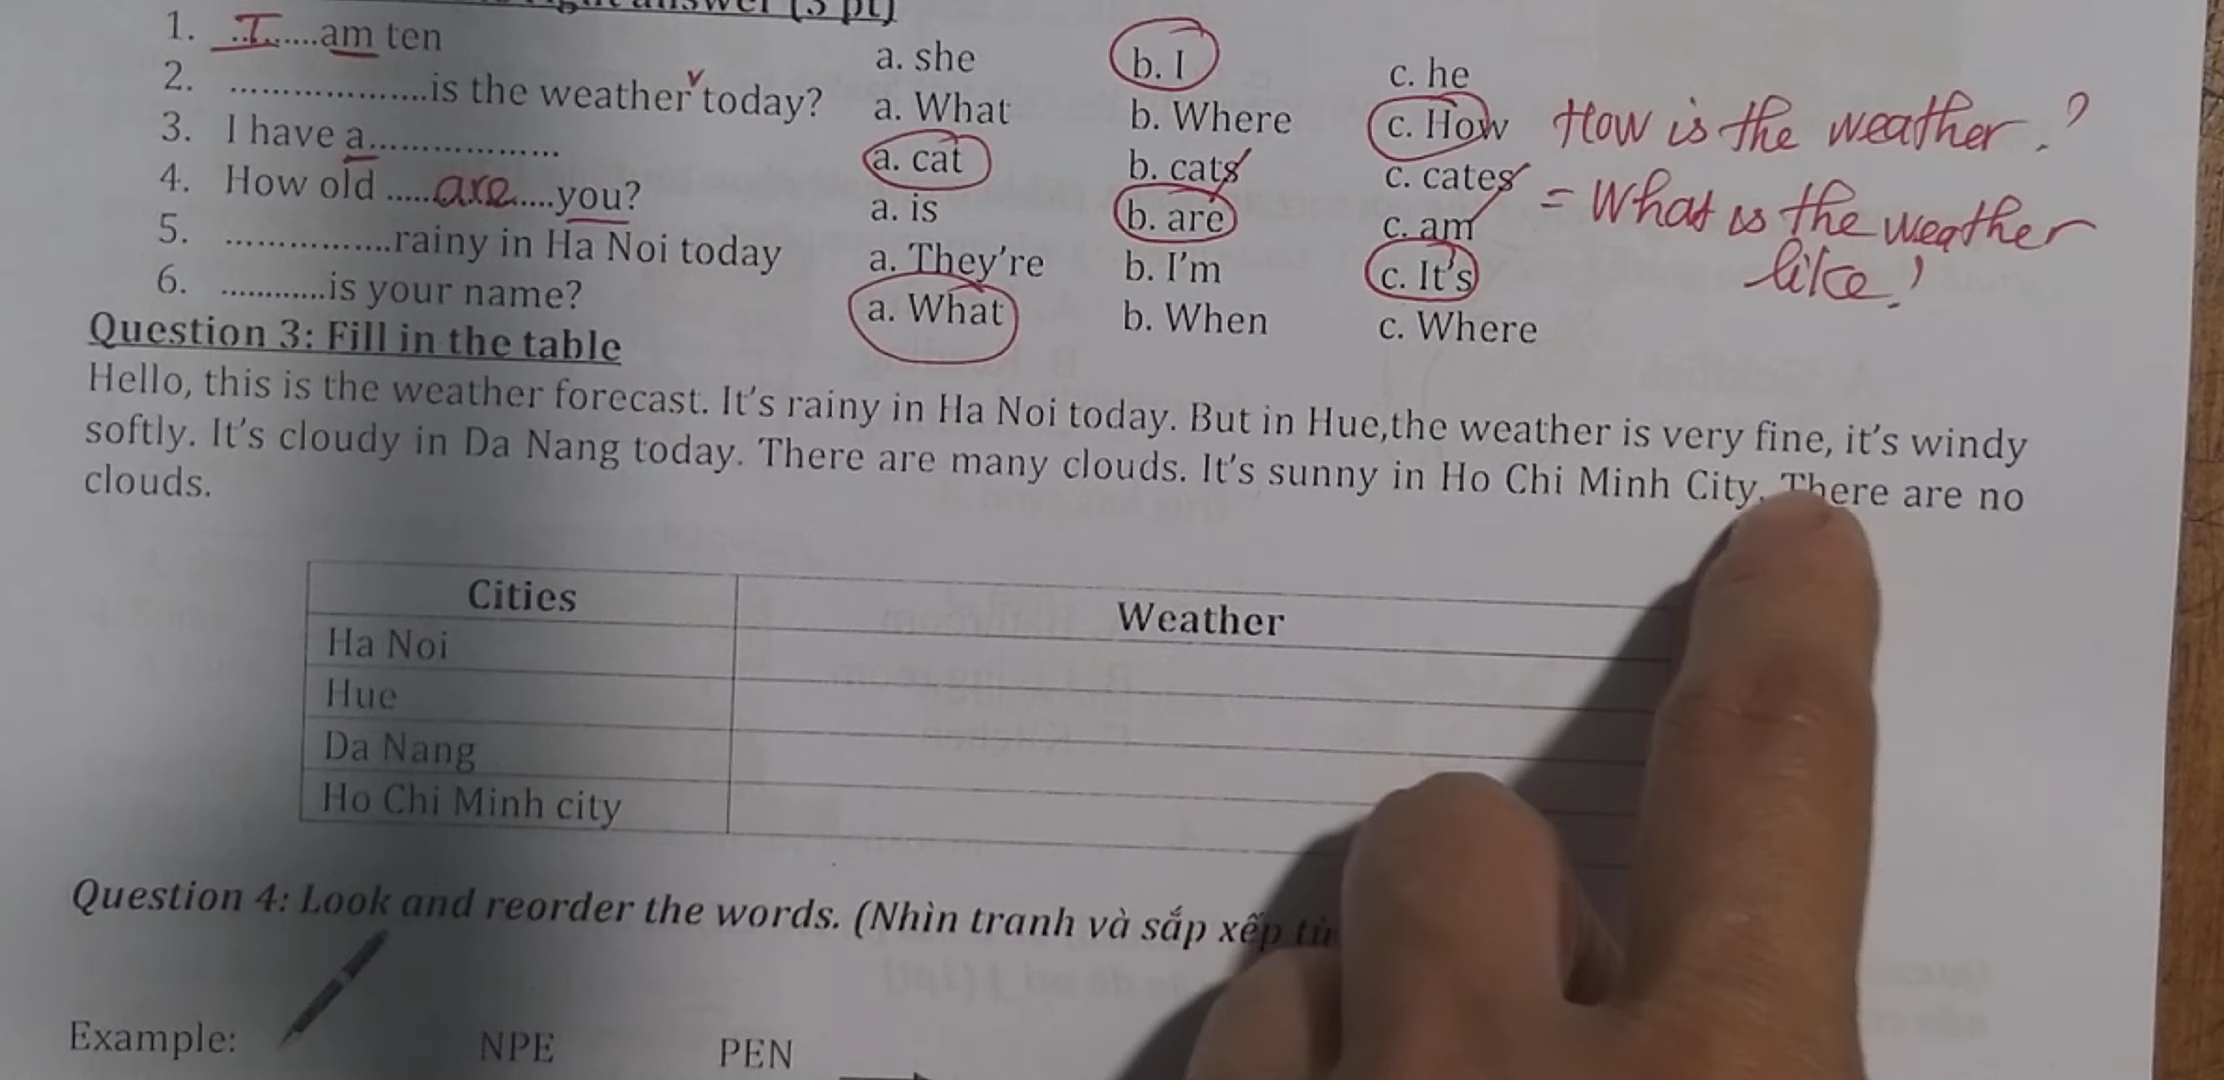 answer (3 pt)
1. ..I.....am ten a. she b. I c. he
2. ...................is the weather v today? a. What b. Where c. How How is the weather?
3. I have a.................. a. cat b. cats c. cates = What is the weather like?
4. How old .....are....you? a. is b. are c. am
5. ................rainy in Ha Noi today a. They're b. I'm c. It's
6. ............is your name? a. What b. When c. Where
Question 3: Fill in the table
Hello, this is the weather forecast. It's rainy in Ha Noi today. But in Hue,the weather is very fine, it's windy
softly. It's cloudy in Da Nang today. There are many clouds. It's sunny in Ho Chi Minh City. There are no
clouds.
Cities Weather
Ha Noi
Hue
Da Nang
Ho Chi Minh city
Question 4: Look and reorder the words. (Nhìn tranh và sắp xếp từ
Example: NPE PEN